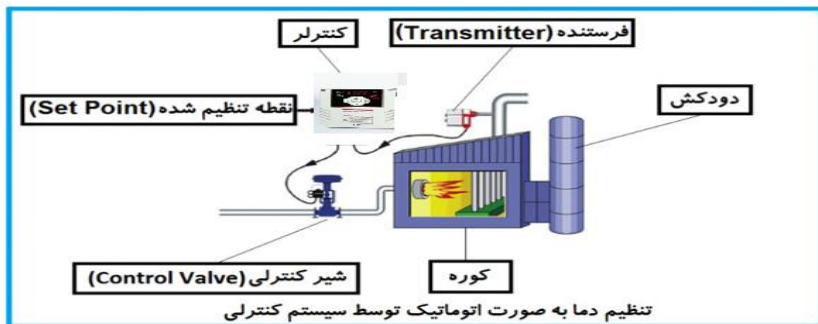 کنترلر
فرستنده (Transmitter)
نقطه تنظیم شده (Set Point)
دودکش
شیر کنترلی (Control Valve)
کوره
تنظیم دما به صورت اتوماتیک توسط سیستم کنترلی